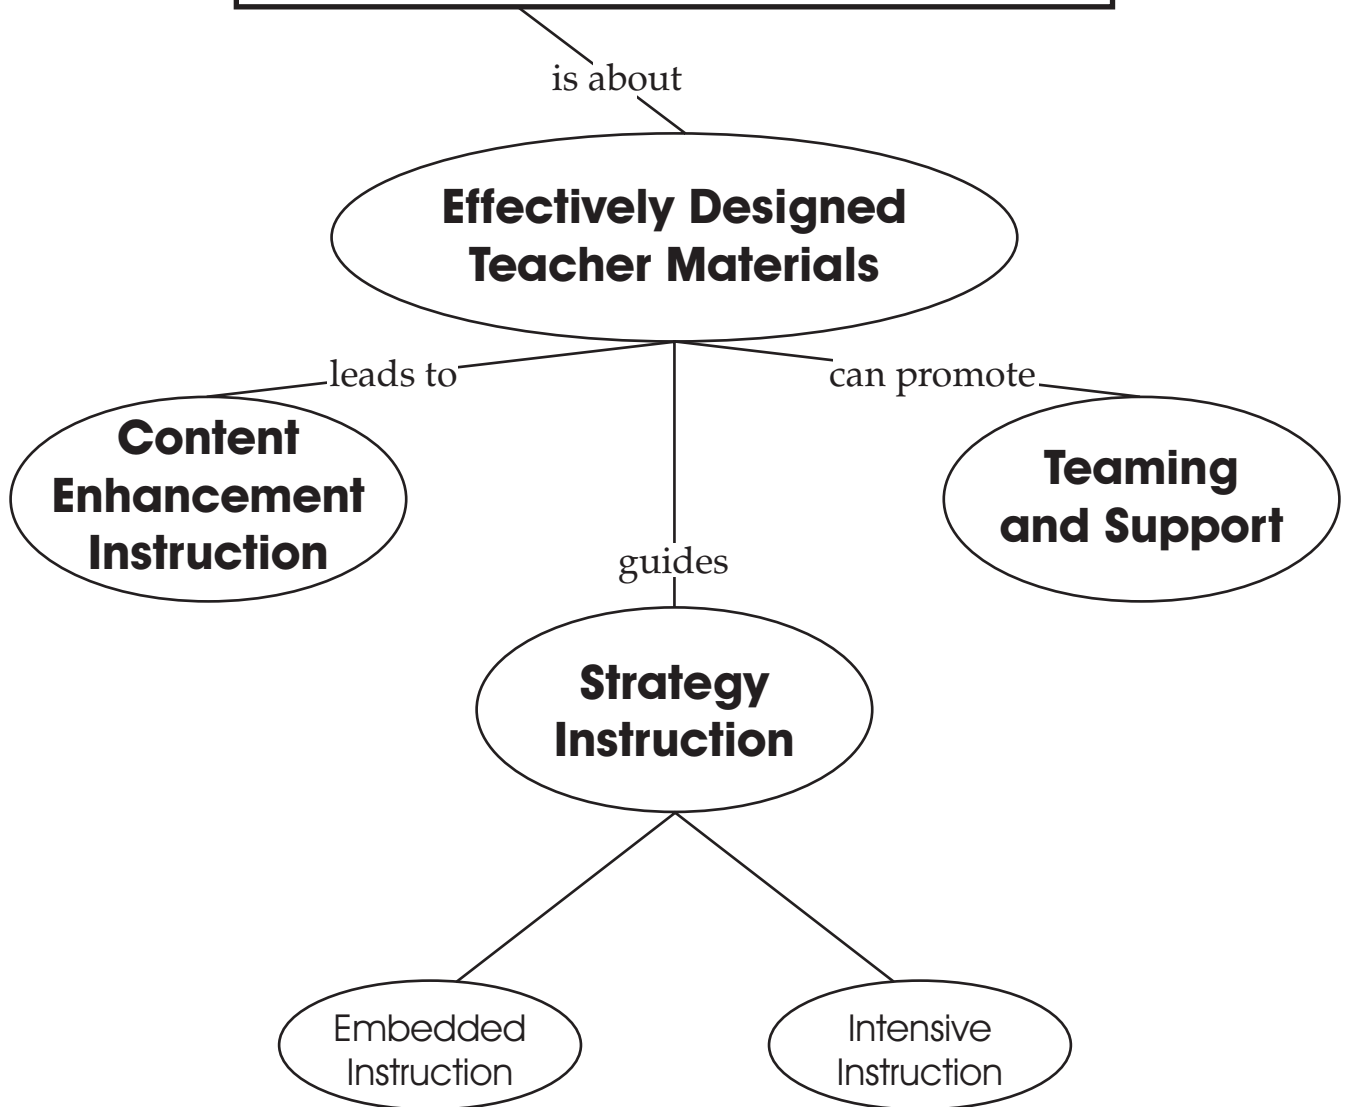 is about
Effectively Designed
Teacher Materials
leads to
can promote
Content
Enhancement
Instruction
Teaming
and Support
guides
Strategy
Instruction
Embedded
Instruction
Intensive
Instruction